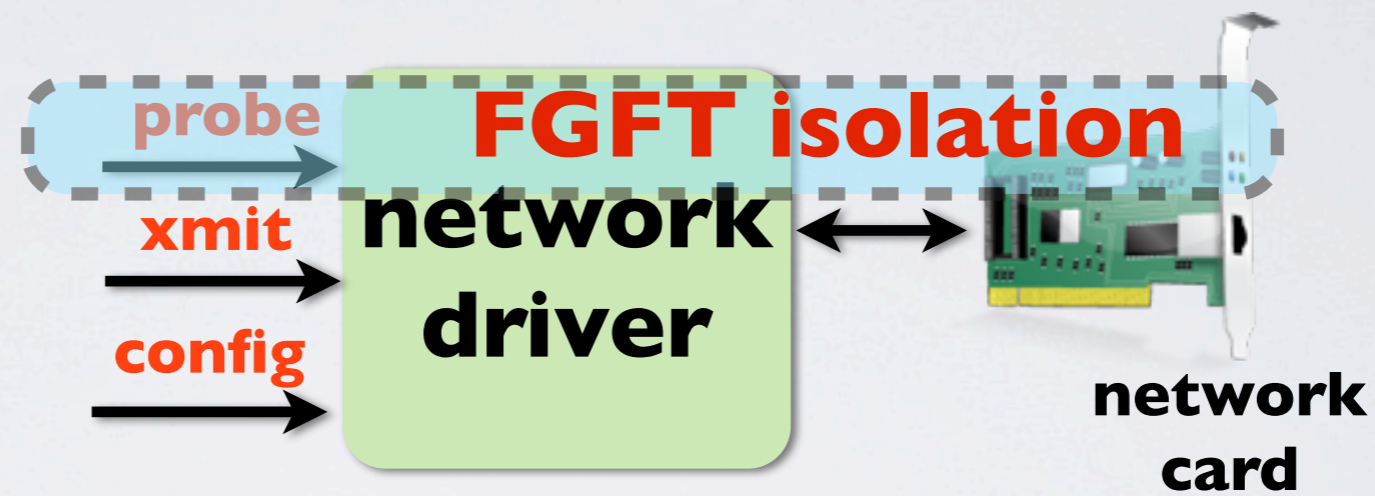 probe
FGFT isolation
xmit
config
network
driver
network
card